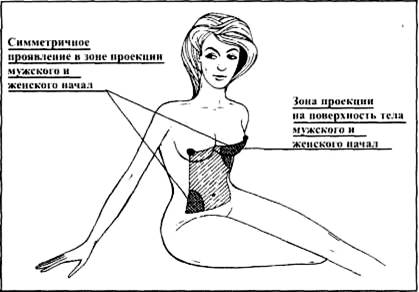 Симметричное
проявление в зоне проекции
мужского и
женского начал
Зона проекции
на поверхность тела
мужского и
женского начал